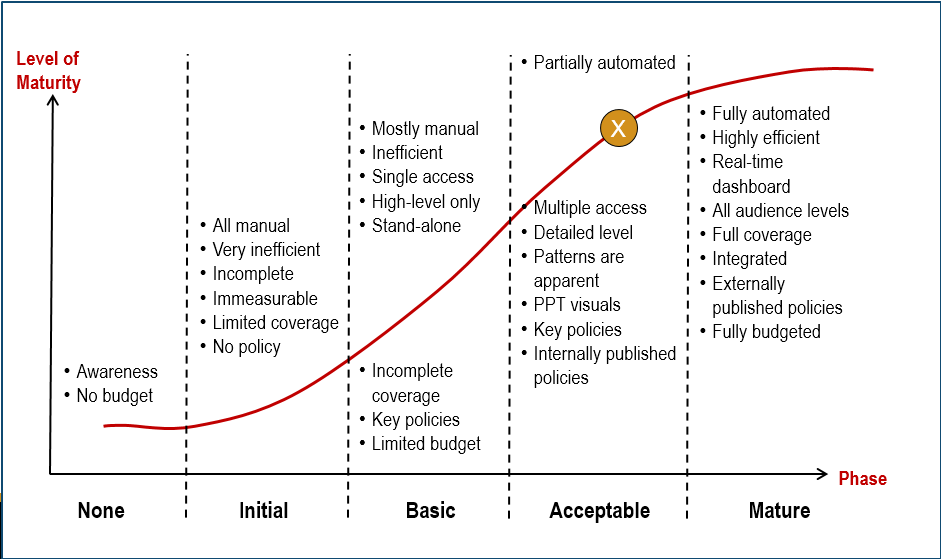 Level of
Maturity
• Awareness
• No budget
• All manual
• Very inefficient
• Incomplete
• Immeasurable
• Limited coverage
• No policy
• Mostly manual
• Inefficient
• Single access
• High-level only
• Stand-alone
• Incomplete
coverage
• Key policies
• Limited budget
• Partially automated
X
• Multiple access
• Detailed level
• Patterns are
apparent
• PPT visuals
• Key policies
• Internally published
policies
• Fully automated
• Highly efficient
• Real-time
dashboard
• All audience levels
• Full coverage
• Integrated
• Externally
published policies
• Fully budgeted
Phase
None
Initial
Basic
Acceptable
Mature